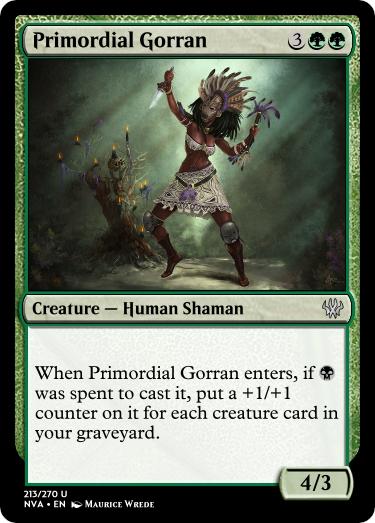 Primordial Gorran 3
Creature — Human Shaman
When Primordial Gorran enters, if
was spent to cast it, put a +1/+1
counter on it for each creature card in
your graveyard.
4/3
213/270 U
NVA • EN Maurice Wrede